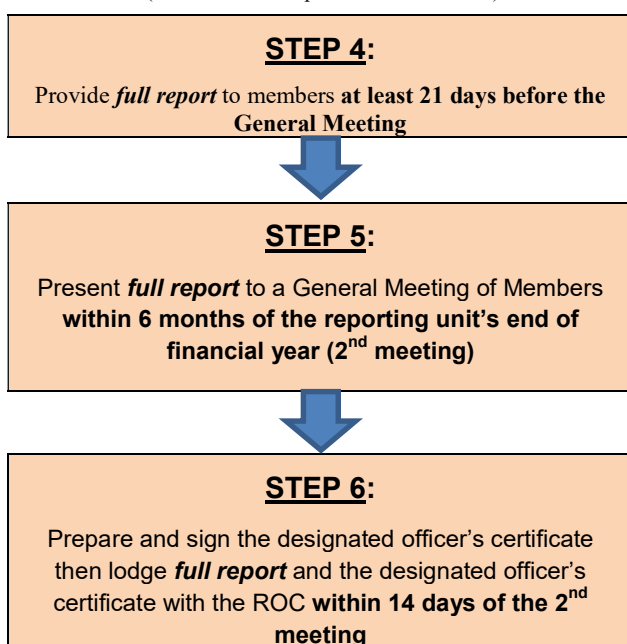 STEP 4:
Provide full report to members at least 21 days before the
General Meeting
STEP 5:
Present full report to a General Meeting of Members
within 6 months of the reporting unit's end of
financial year (2nd meeting)
STEP 6:
Prepare and sign the designated officer's certificate
then lodge full report and the designated officer's
certificate with the ROC within 14 days of the 2nd
meeting